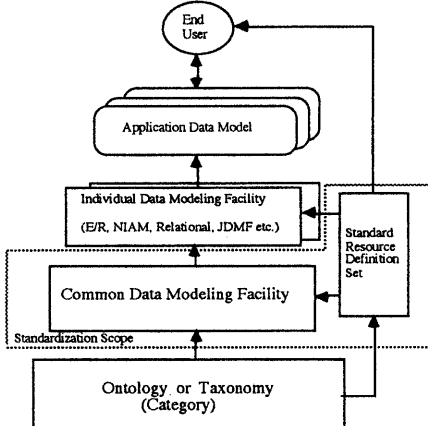 End
User
Application Data Model
Individual Data Modeling Facility
(E/R, NIAM, Relational, JDMF etc.)
Standard
Resource
Definition
Set
Common Data Modeling Facility
Standardization Scope
Ontology or Taxonomy
(Category)